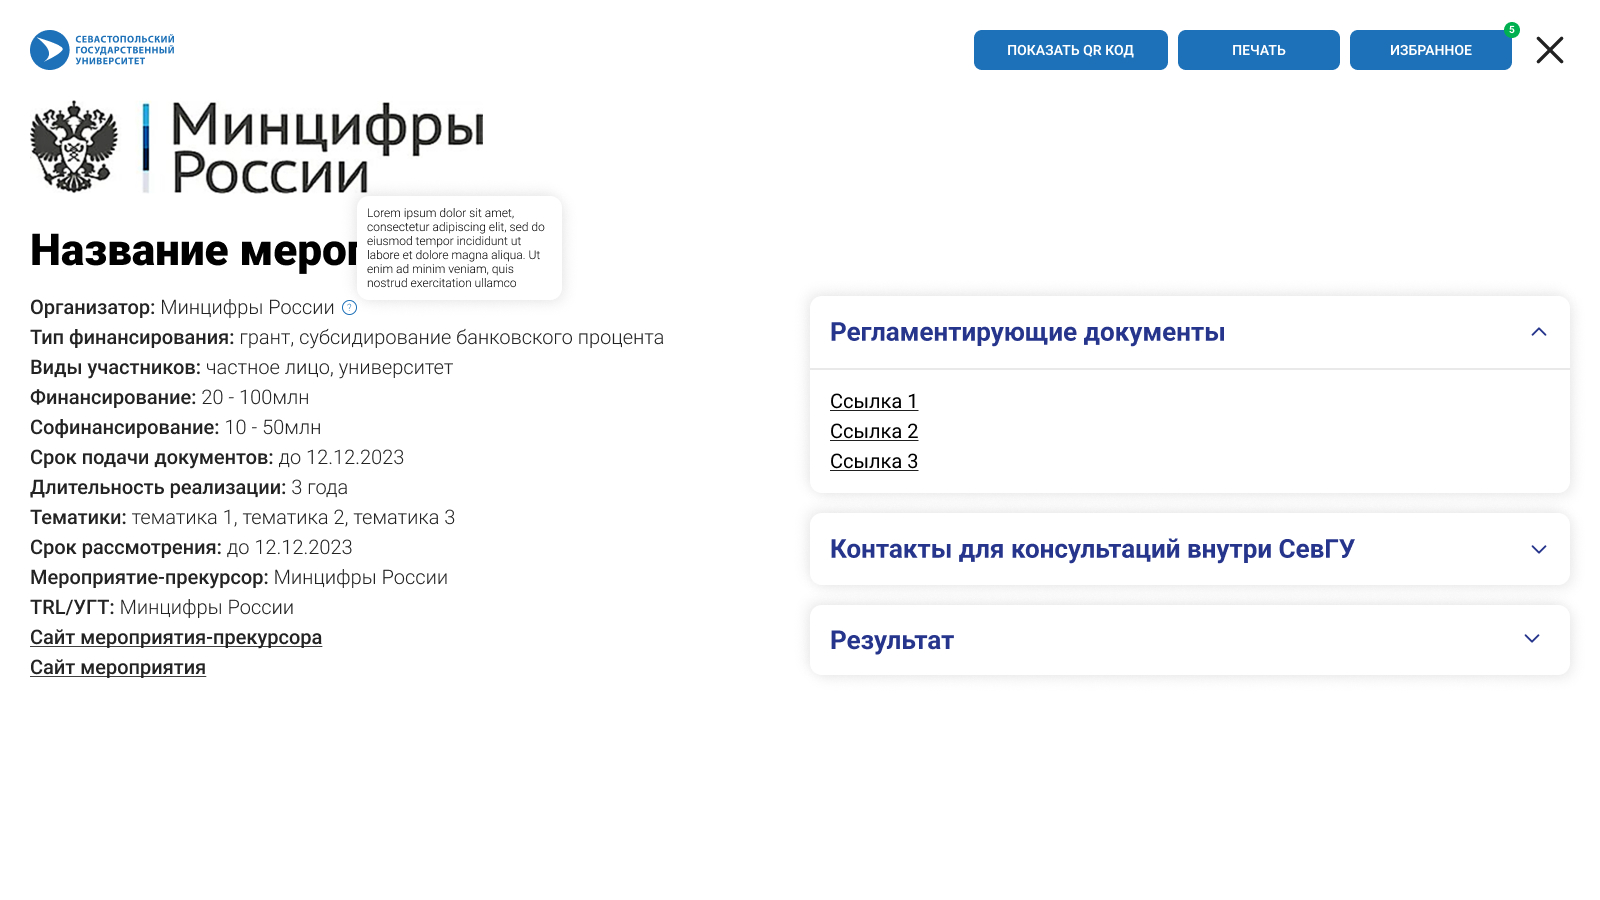 СЕВАСТОПОЛЬСКИЙ
ГОСУДАРСТВЕННЫЙ
УНИВЕРСИТЕТ
ПОКАЗАТЬ QR КОД
ПЕЧАТЬ
ИЗБРАННОЕ
5
Минцифры
России
Lorem ipsum dolor sit amet,
consectetur adipiscing elit, sed do
eiusmod tempor incididunt ut
labore et dolore magna aliqua. Ut
enim ad minim veniam, quis
nostrud exercitation ullamco
Название
Организатор: Минцифры России ?
Тип финансирования: грант, субсидирование банковского процента
Виды участников: частное лицо, университет
Финансирование: 20 - 100млн
Софинансирование: 10 - 50млн
Срок подачи документов: до 12.12.2023
Длительность реализации: 3 года
Тематики: тематика 1, тематика 2, тематика 3
Срок рассмотрения: до 12.12.2023
Мероприятие-прекурсор: Минцифры России
TRL/УГТ: Минцифры России
Сайт мероприятия-прекурсора
Сайт мероприятия
Регламентирующие документы
Ссылка 1
Ссылка 2
Ссылка 3
Контакты для консультаций внутри СевГУ
Результат